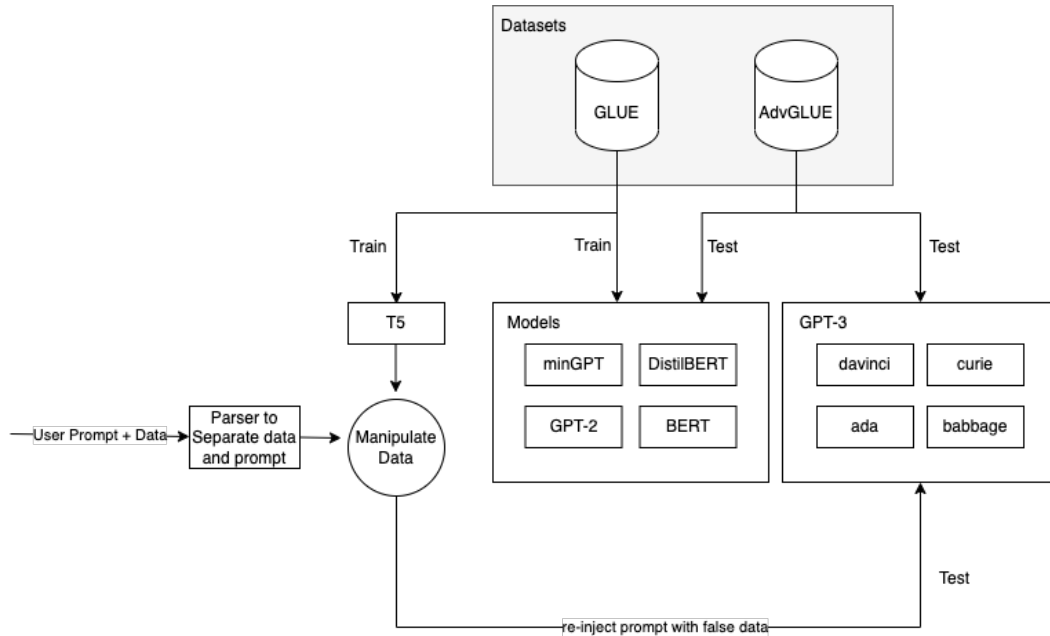 Datasets
GLUE
AdvGLUE
Train
Train
Test
Test
T5
Models
minGPT
DistilBERT
GPT-2
BERT
GPT-3
davinci
curie
ada
babbage
User Prompt + Data
Parser to
Separate data
and prompt
Manipulate
Data
Test
re-inject prompt with false data